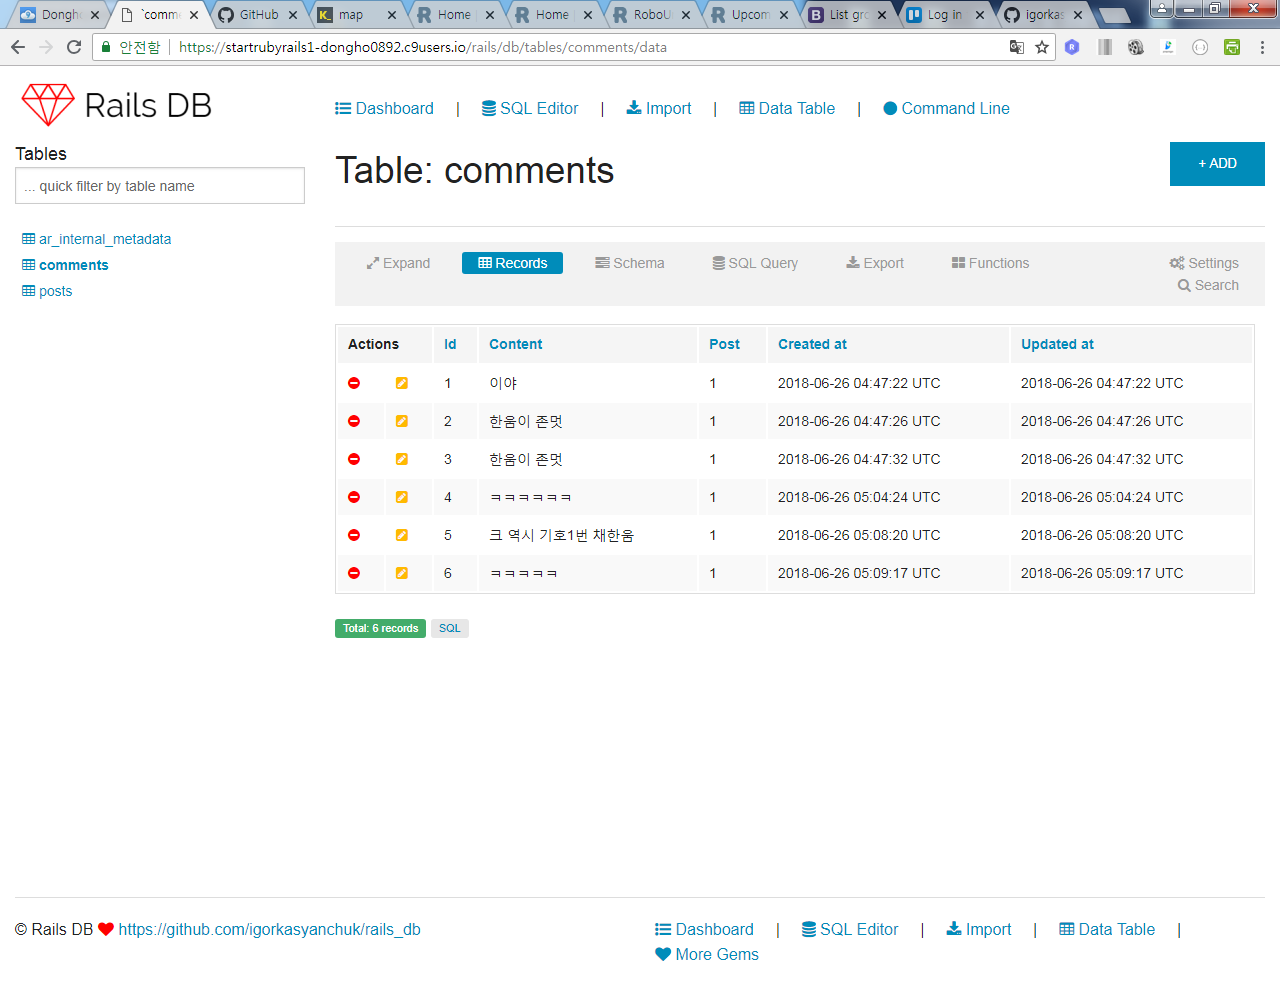 Dongho
`comme
GitHub
map
Home
Home
RoboU
Upcom
List gro
Log in
igorkas
안전함 https://startrubyrails1-dongho0892.c9users.io/rails/db/tables/comments/data
Rails DB
Dashboard | SQL Editor | Import | Data Table | Command Line
Tables
... quick filter by table name
ar_internal_metadata
comments
posts
Table: comments
+ ADD
Expand Records Schema SQL Query Export Functions Settings
Search
Actions Id Content Post Created at Updated at
1 이야 1 2018-06-26 04:47:22 UTC 2018-06-26 04:47:22 UTC
2 한움이 존멋 1 2018-06-26 04:47:26 UTC 2018-06-26 04:47:26 UTC
3 한움이 존멋 1 2018-06-26 04:47:32 UTC 2018-06-26 04:47:32 UTC
4 ㅋㅋㅋㅋㅋㅋ 1 2018-06-26 05:04:24 UTC 2018-06-26 05:04:24 UTC
5 크 역시 기호1번 채한움 1 2018-06-26 05:08:20 UTC 2018-06-26 05:08:20 UTC
6 ㅋㅋㅋㅋㅋ 1 2018-06-26 05:09:17 UTC 2018-06-26 05:09:17 UTC
Total: 6 records SQL
© Rails DB ❤ https://github.com/igorkasyanchuk/rails_db
Dashboard | SQL Editor | Import | Data Table |
More Gems